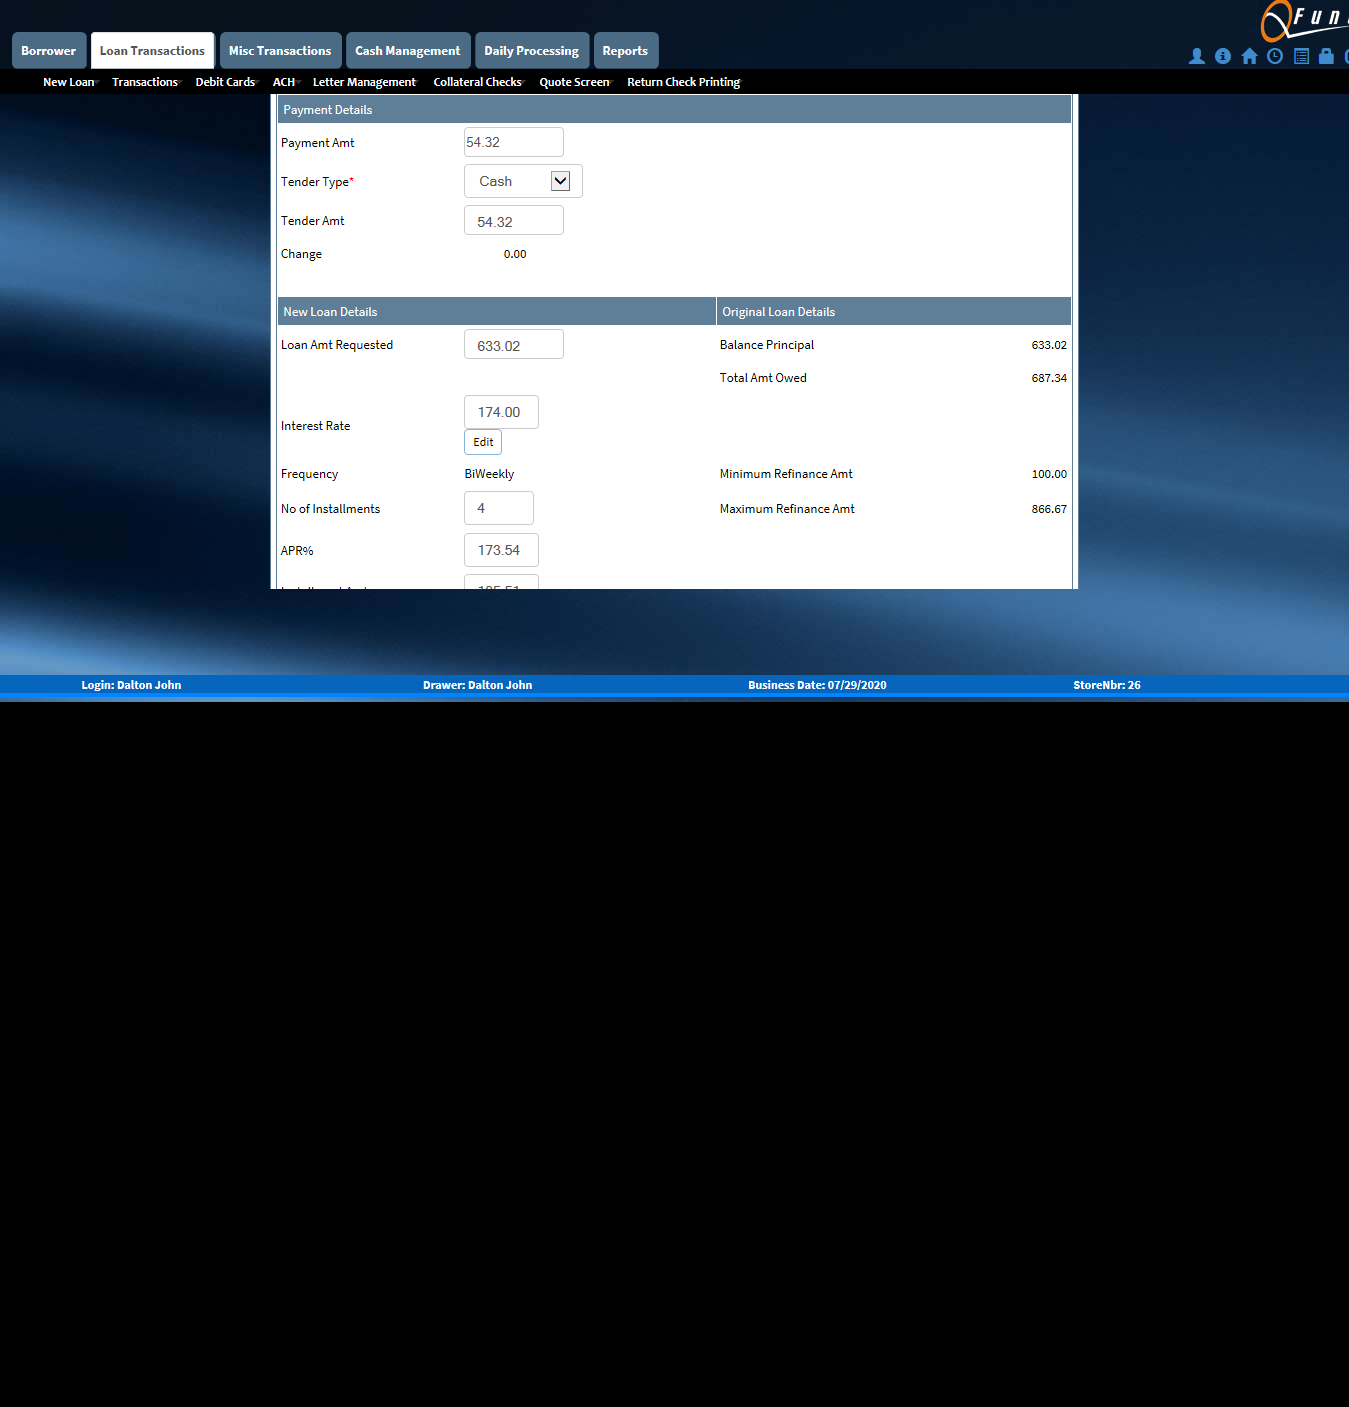 Fun
Borrower Loan Transactions Misc Transactions Cash Management Daily Processing Reports
New Loan Transactions Debit Cards ACH Letter Management Collateral Checks Quote Screen Return Check Printing
Payment Details
Payment Amt 54.32
Tender Type* Cash
Tender Amt 54.32
Change 0.00
New Loan Details Original Loan Details
Loan Amt Requested 633.02 Balance Principal 633.02
Total Amt Owed 687.34
Interest Rate 174.00
Edit
Frequency BiWeekly Minimum Refinance Amt 100.00
No of Installments 4 Maximum Refinance Amt 866.67
APR% 173.54
Login: Dalton John Drawer: Dalton John Business Date: 07/29/2020 StoreNbr: 26